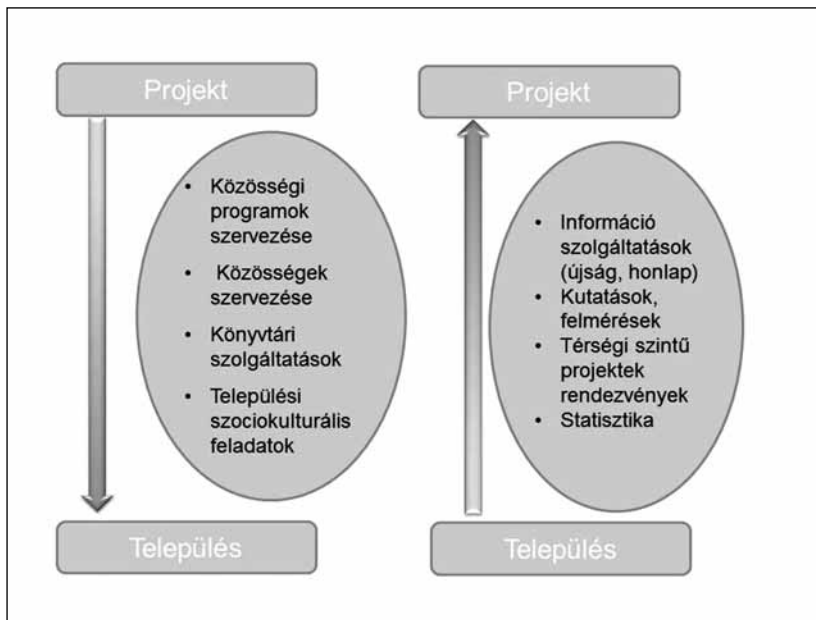 Projekt
• Közösségi
programok
szervezése
• Közösségek
szervezése
• Könyvtári
szolgáltatások
• Települési
szociokulturális
feladatok
Település
Projekt
• Információ
szolgáltatások
(újság, honlap)
• Kutatások,
felmérések
• Térségi szintű
projektek
rendezvények
• Statisztika
Település